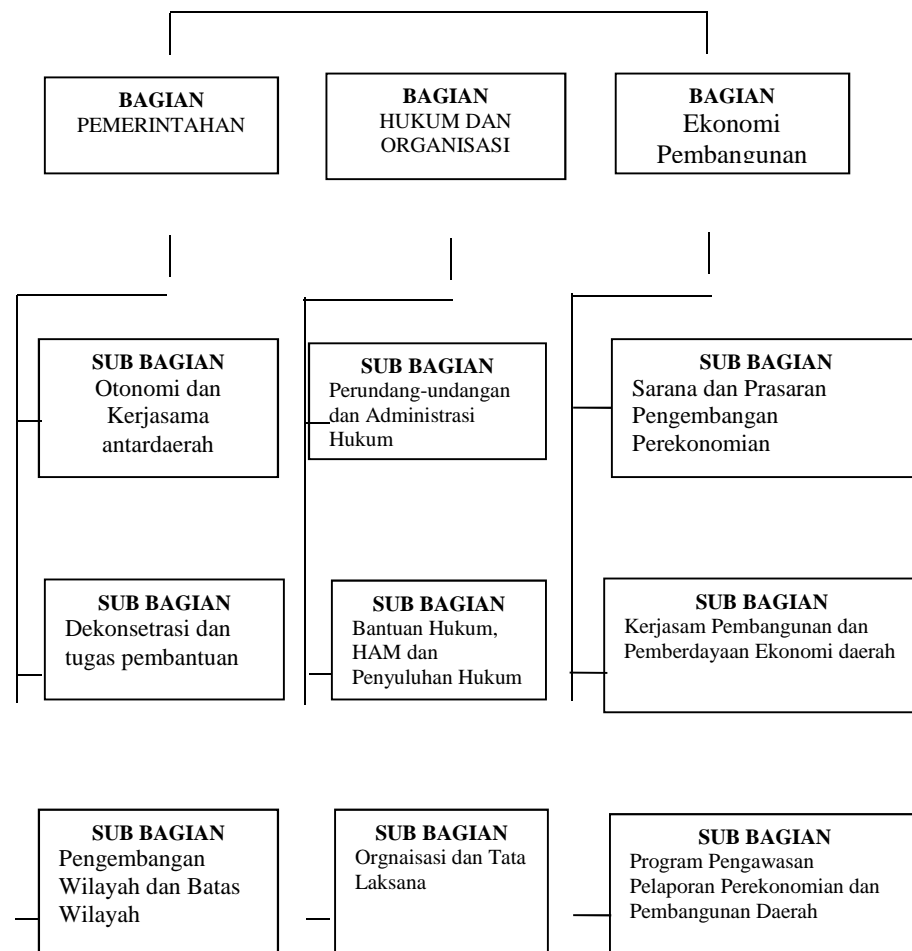 BAGIAN
PEMERINTAHAN
BAGIAN
HUKUM DAN
ORGANISASI
BAGIAN
Ekonomi
Pembangunan
SUB BAGIAN
Otonomi dan
Kerjasama
antardaerah
SUB BAGIAN
Perundang-undangan
dan Administrasi
Hukum
SUB BAGIAN
Sarana dan Prasaran
Pengembangan
Perekonomian
SUB BAGIAN
Dekonsetrasi dan
tugas pembantuan
SUB BAGIAN
Bantuan Hukum,
HAM dan
Penyuluhan Hukum
SUB BAGIAN
Kerjasam Pembangunan dan
Pemberdayaan Ekonomi daerah
SUB BAGIAN
Pengembangan
Wilayah dan Batas
Wilayah
SUB BAGIAN
Orgnaisasi dan Tata
Laksana
SUB BAGIAN
Program Pengawasan
Pelaporan Perekonomian dan
Pembangunan Daerah